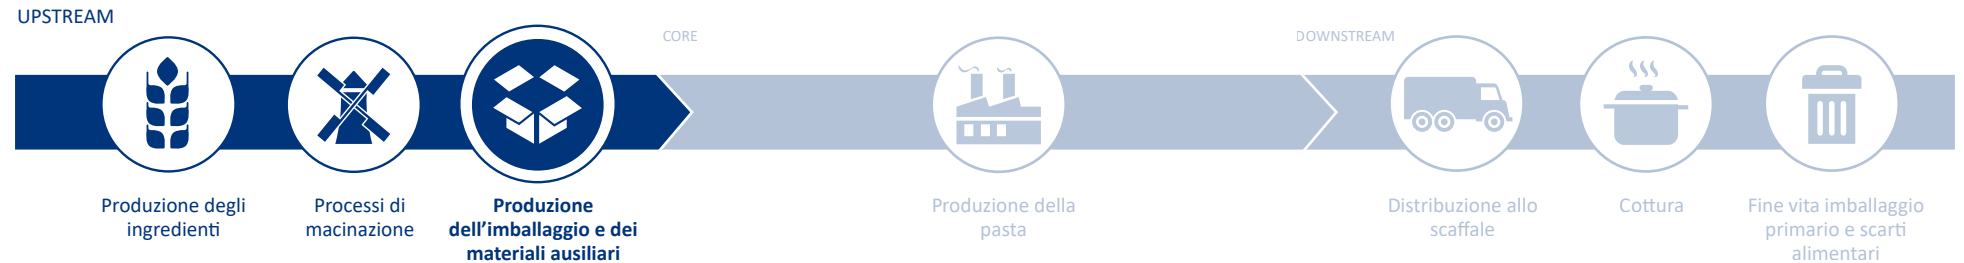 UPSTREAM
CORE
DOWNSTREAM
Produzione degli
ingredienti
Processi di
macinazione
Produzione
dell’imballaggio e dei
materiali ausiliari
Produzione della
pasta
Distribuzione allo
scaffale
Cottura
Fine vita imballaggio
primario e scarti
alimentari